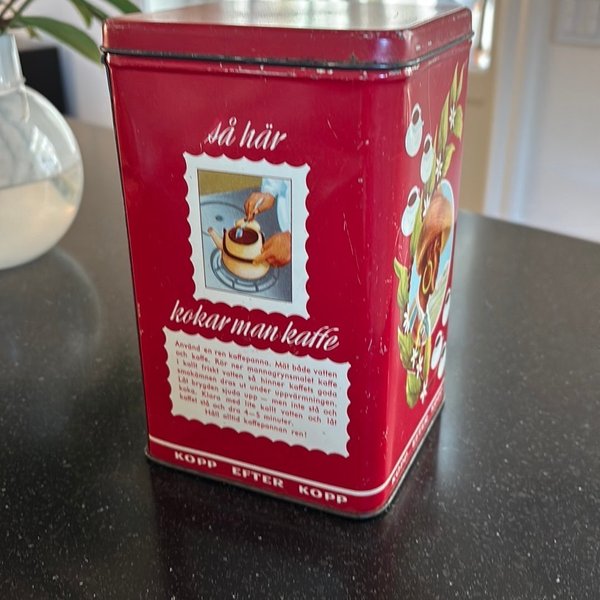 så här
kokar man kaffe
Använd en ren kaffepanna. Mät både vatten
och kaffe. Rör ner mannagrynsmalet kaffe
i kallt friskt vatten så hinner kaffets goda
smakämnen dras ut under uppvärmningen.
Låt brygden sjuda upp — men inte stå och
koka. Klara med lite kallt vatten och låt
kaffet stå och dra 4—5 minuter.
Håll alltid kaffepannan ren!
KOPP EFTER KOPP
KOPP EFTER KOPP